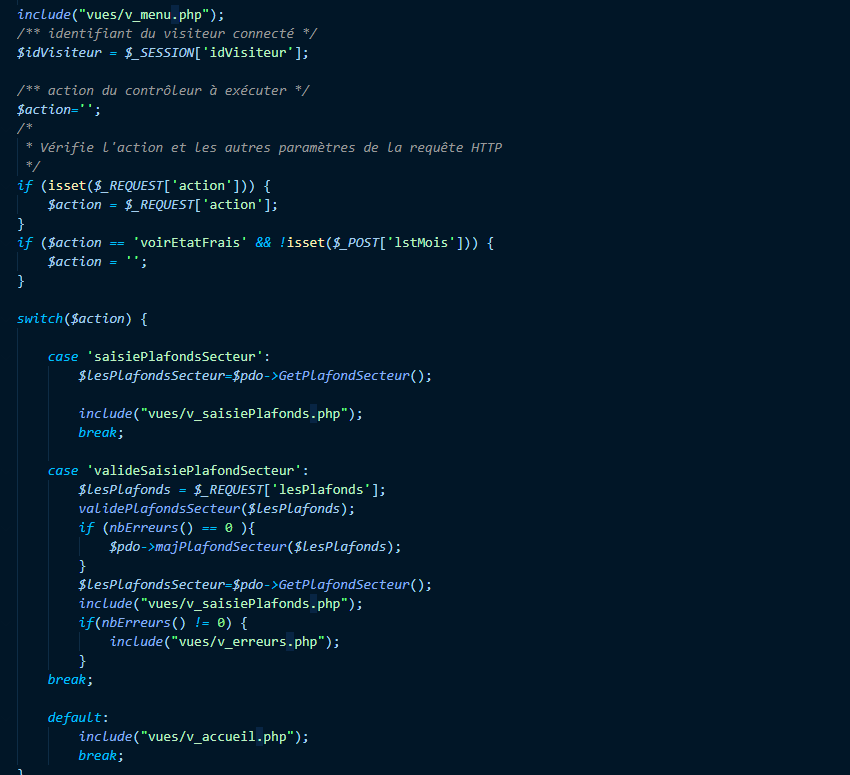 include("vues/v_menu.php");
/** identifiant du visiteur connecté */
$idVisiteur = $_SESSION['idVisiteur'];
/** action du contrôleur à exécuter */
$action='';
/*
* Vérifie l'action et les autres paramètres de la requête HTTP
*/
if (isset($_REQUEST['action'])) {
$action = $_REQUEST['action'];
}
if ($action == 'voirEtatFrais' && !isset($_POST['lstMois'])) {
$action = '';
}
switch($action) {
case 'saisiePlafondsSecteur':
$lesPlafondsSecteur=$pdo->GetPlafondSecteur();
include("vues/v_saisiePlafonds.php");
break;
case 'valideSaisiePlafondSecteur':
$lesPlafonds = $_REQUEST['lesPlafonds'];
validePlafondsSecteur($lesPlafonds);
if (nbErreurs() == 0 ){
$pdo->majPlafondSecteur($lesPlafonds);
}
$lesPlafondsSecteur=$pdo->GetPlafondSecteur();
include("vues/v_saisiePlafonds.php");
if(nbErreurs() != 0) {
include("vues/v_erreurs.php");
}
break;
default:
include("vues/v_accueil.php");
break;
}